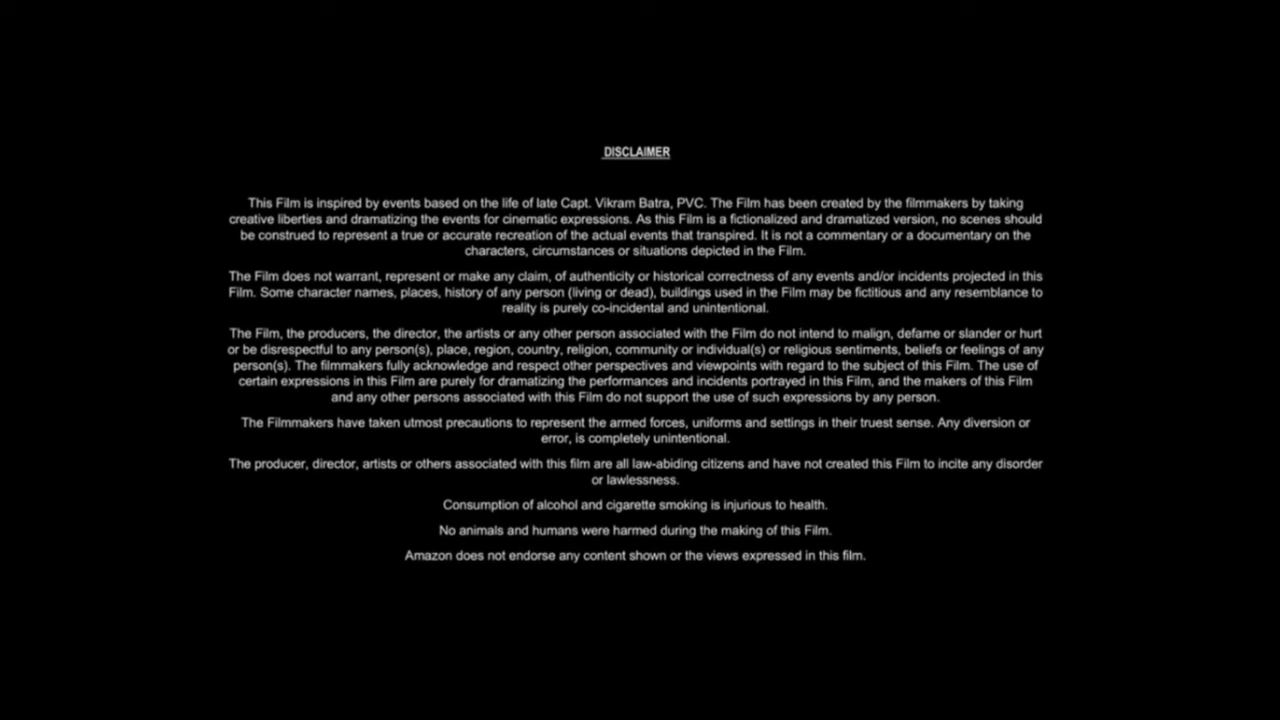 DISCLAIMER
This Film is inspired by events based on the life of late Capt. Vikram Batra, PVC. The Film has been created by the filmmakers by taking
creative liberties and dramatizing the events for cinematic expressions. As this Film is a fictionalized and dramatized version, no scenes should
be construed to represent a true or accurate recreation of the actual events that transpired. It is not a commentary or a documentary on the
characters, circumstances or situations depicted in the Film.
The Film does not warrant, represent or make any claim, of authenticity or historical correctness of any events and/or incidents projected in this
Film. Some character names, places, history of any person (living or dead), buildings used in the Film may be fictitious and any resemblance to
reality is purely co-incidental and unintentional.
The Film, the producers, the director, the artists or any other person associated with the Film do not intend to malign, defame or slander or hurt
or be disrespectful to any person(s), place, region, country, religion, community or individual(s) or religious sentiments, beliefs or feelings of any
person(s). The filmmakers fully acknowledge and respect other perspectives and viewpoints with regard to the subject of this Film. The use of
certain expressions in this Film are purely for dramatizing the performances and incidents portrayed in this Film, and the makers of this Film
and any other persons associated with this Film do not support the use of such expressions by any person.
The Filmmakers have taken utmost precautions to represent the armed forces, uniforms and settings in their truest sense. Any diversion or
error, is completely unintentional.
The producer, director, artists or others associated with this film are all law-abiding citizens and have not created this Film to incite any disorder
or lawlessness.
Consumption of alcohol and cigarette smoking is injurious to health.
No animals and humans were harmed during the making of this Film.
Amazon does not endorse any content shown or the views expressed in this film.